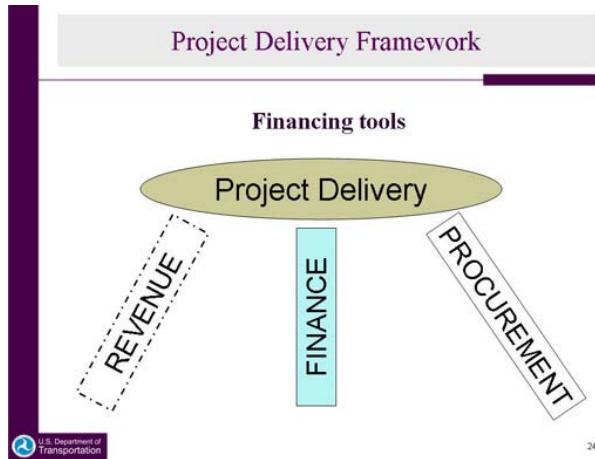 Project Delivery Framework
Financing tools
Project Delivery
REVENUE
FINANCE
PROCUREMENT
U.S. Department of
Transportation
24